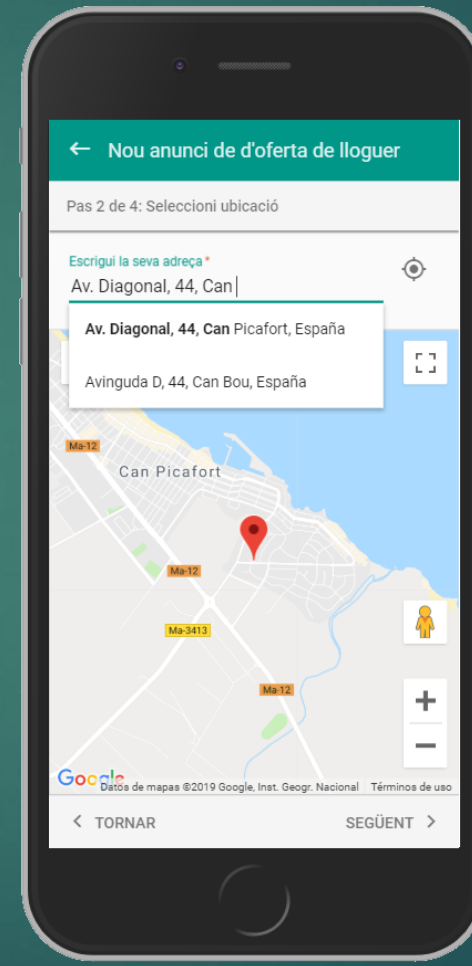 Nou anunci de d'oferta de lloguer
Pas 2 de 4: Seleccioni ubicació
Escrigui la seva adreça *
Av. Diagonal, 44, Can
Av. Diagonal, 44, Can Picafort, España
Avinguda D, 44, Can Bou, España
Ma-12
Can Picafort
Ma-12
Ma-3413
Ma-12
Google
Datos de mapas ©2019 Google, Inst. Geogr. Nacional Términos de uso
TORNAR SEGÜENT